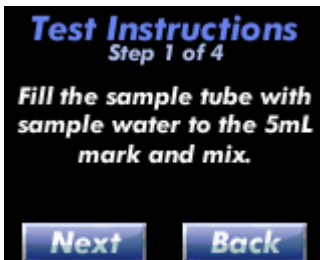 Test Instructions
Step 1 of 4
Fill the sample tube with
sample water to the 5mL
mark and mix.
Next Back